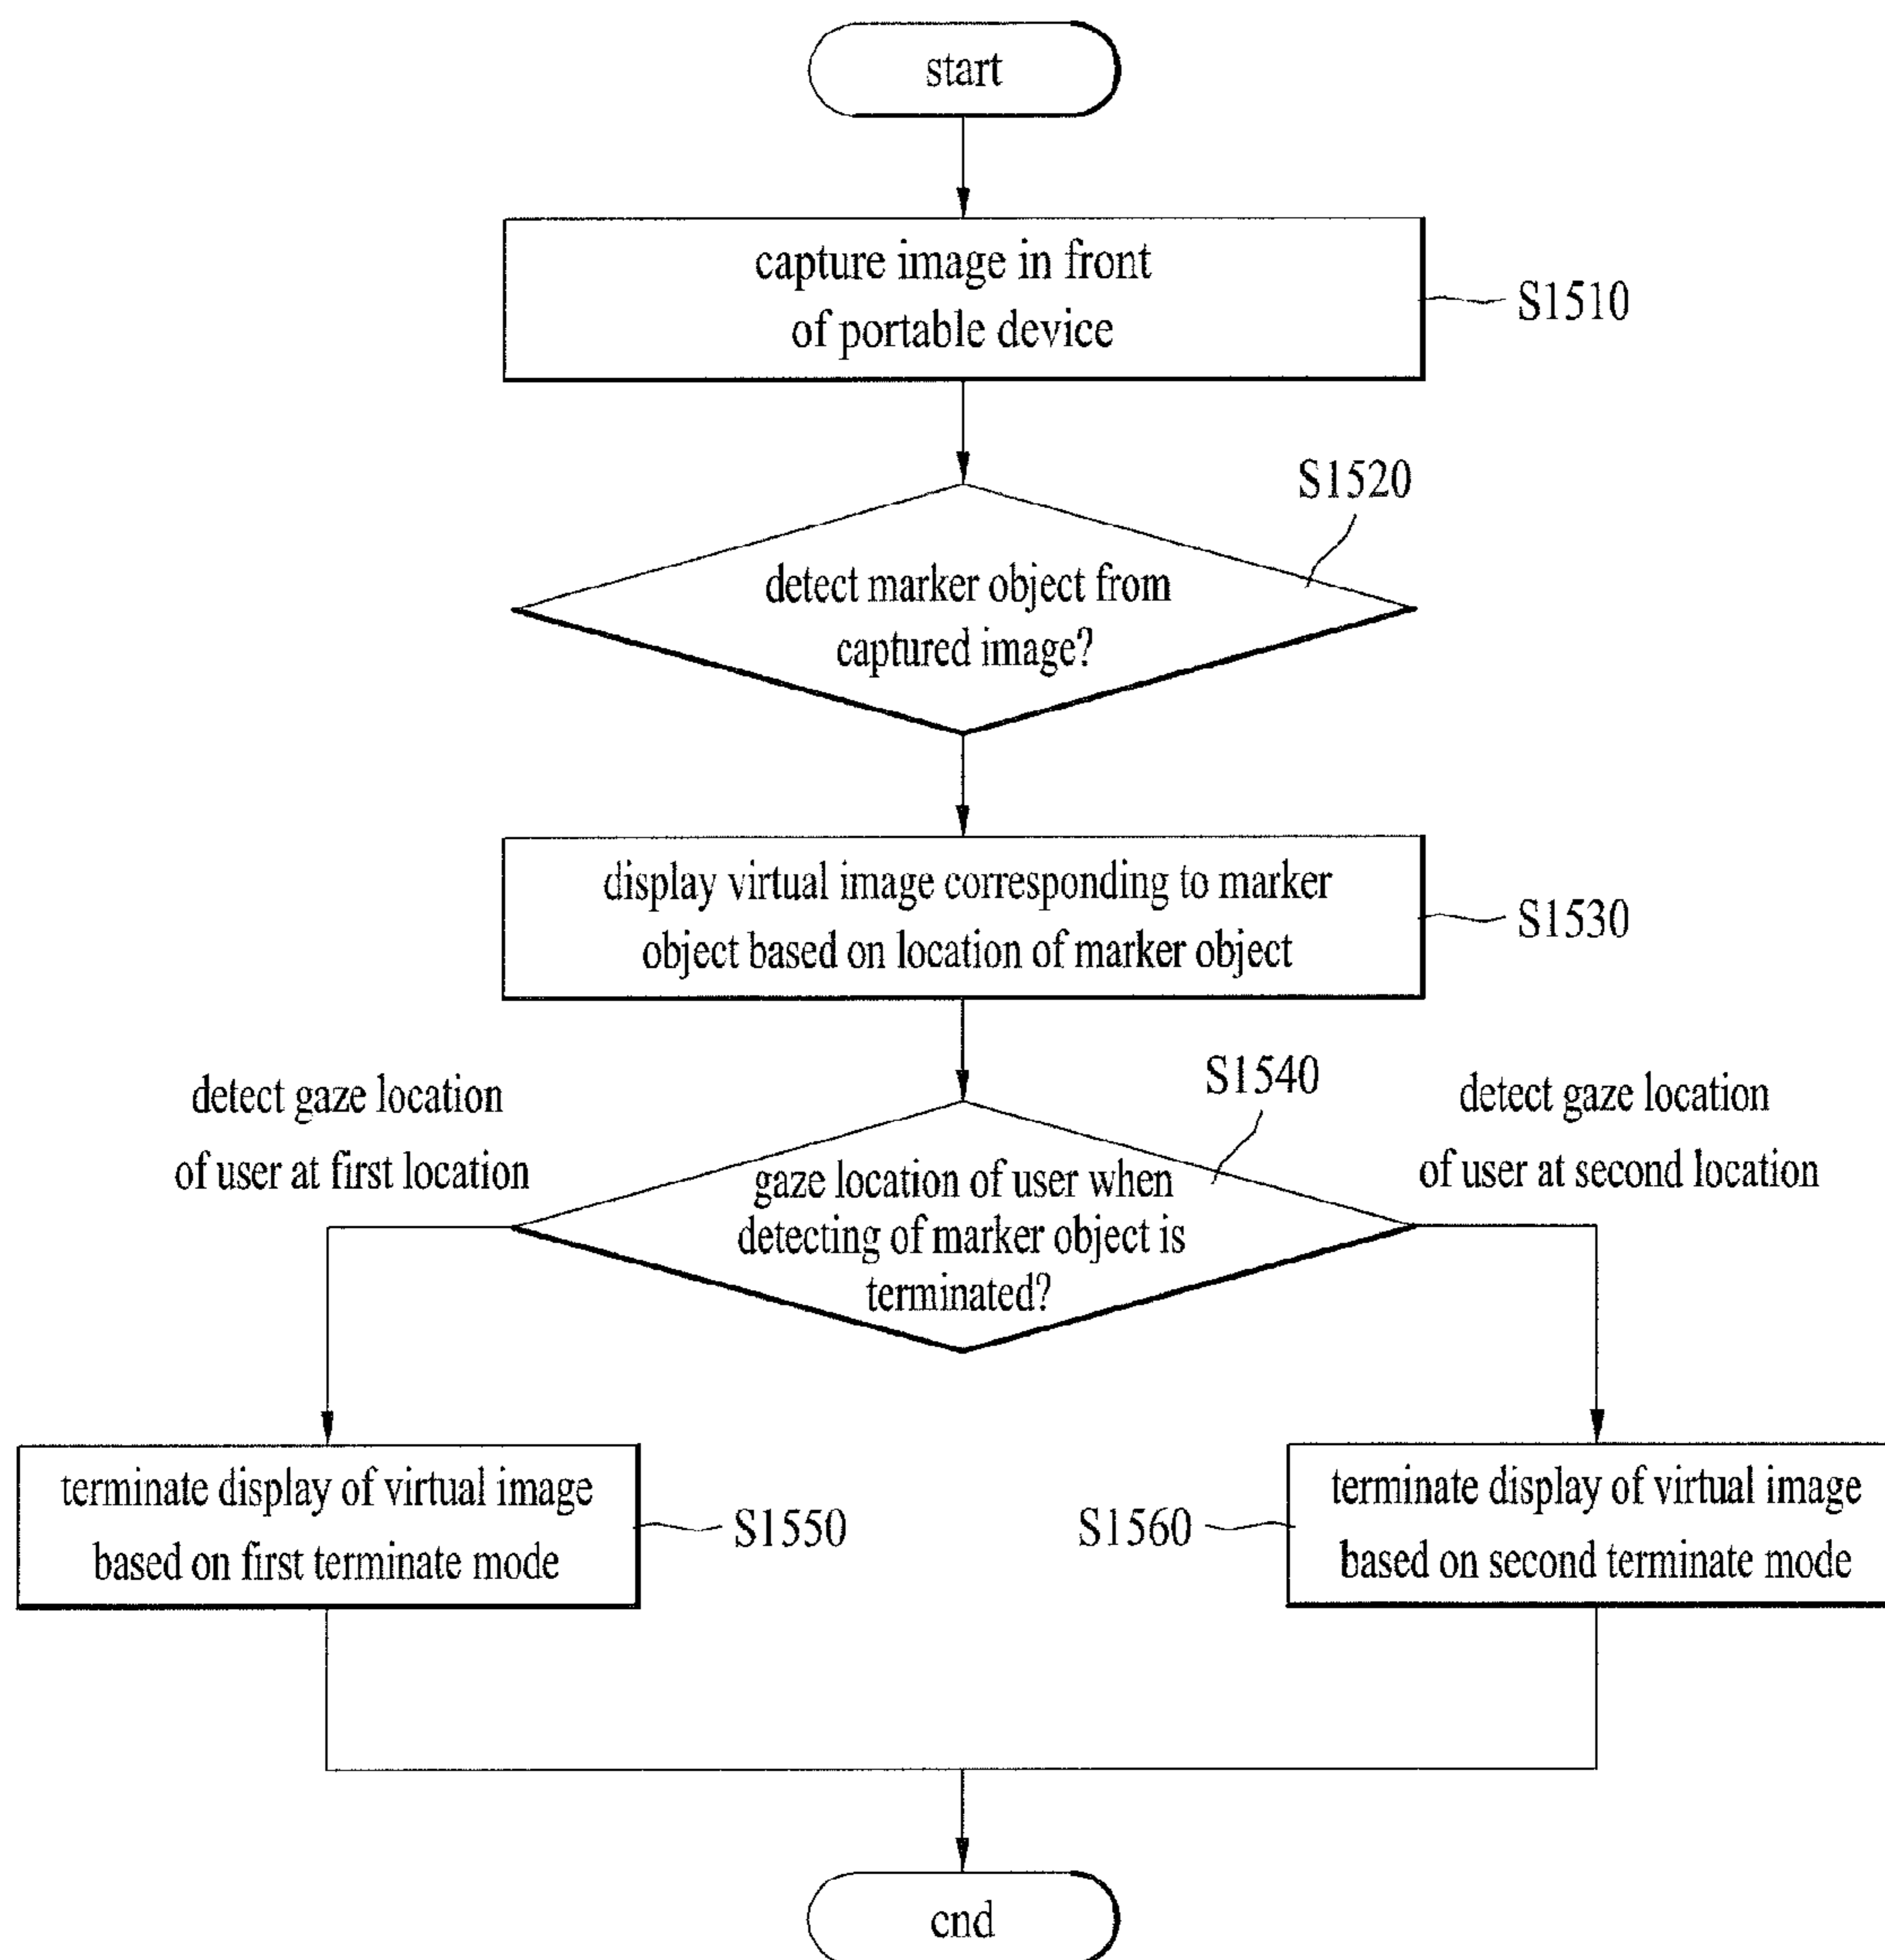 start
capture image in front
of portable device
S1510
S1520
detect marker object from
captured image?
display virtual image corresponding to marker
object based on location of marker object
S1530
S1540
detect gaze location
of user at first location
detect gaze location
of user at second location
gaze location of user when
detecting of marker object is
terminated?
terminate display of virtual image
based on first terminate mode
S1550
S1560
terminate display of virtual image
based on second terminate mode
end